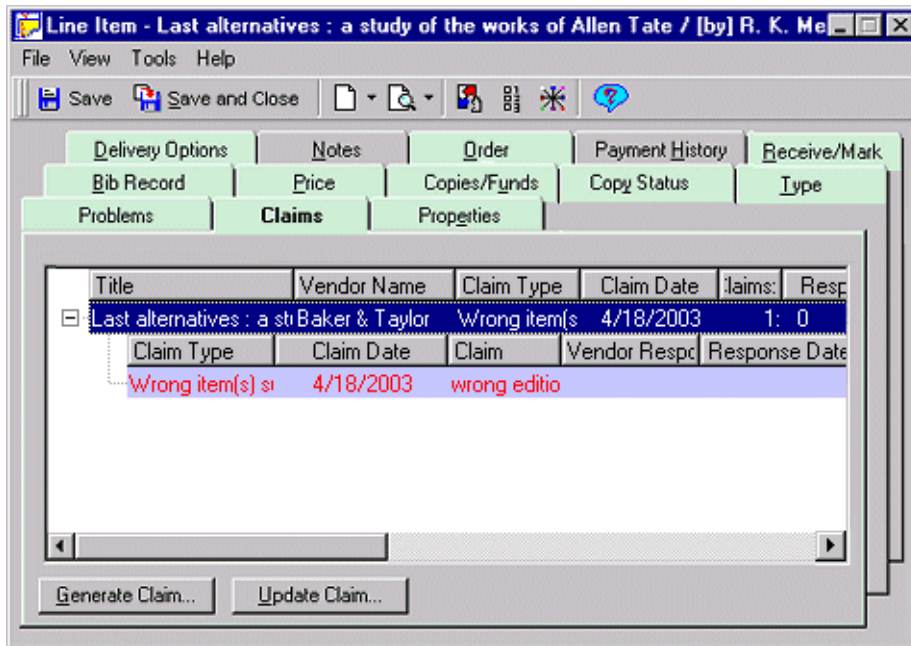 Line Item - Last alternatives : a study of the works of Allen Tate / [by] R. K. Me
File View Tools Help
Save Save and Close
Delivery Options Notes Order Payment History Receive/Mark
Bib Record Price Copies/Funds Copy Status Type
Problems Claims Properties
Title Vendor Name Claim Type Claim Date Claims: Resp
Last alternatives : a st Baker & Taylor Wrong item(s 4/18/2003 1: 0
Claim Type Claim Date Claim Vendor Respo Response Date
Wrong item(s) su 4/18/2003 wrong editio
Generate Claim... Update Claim...